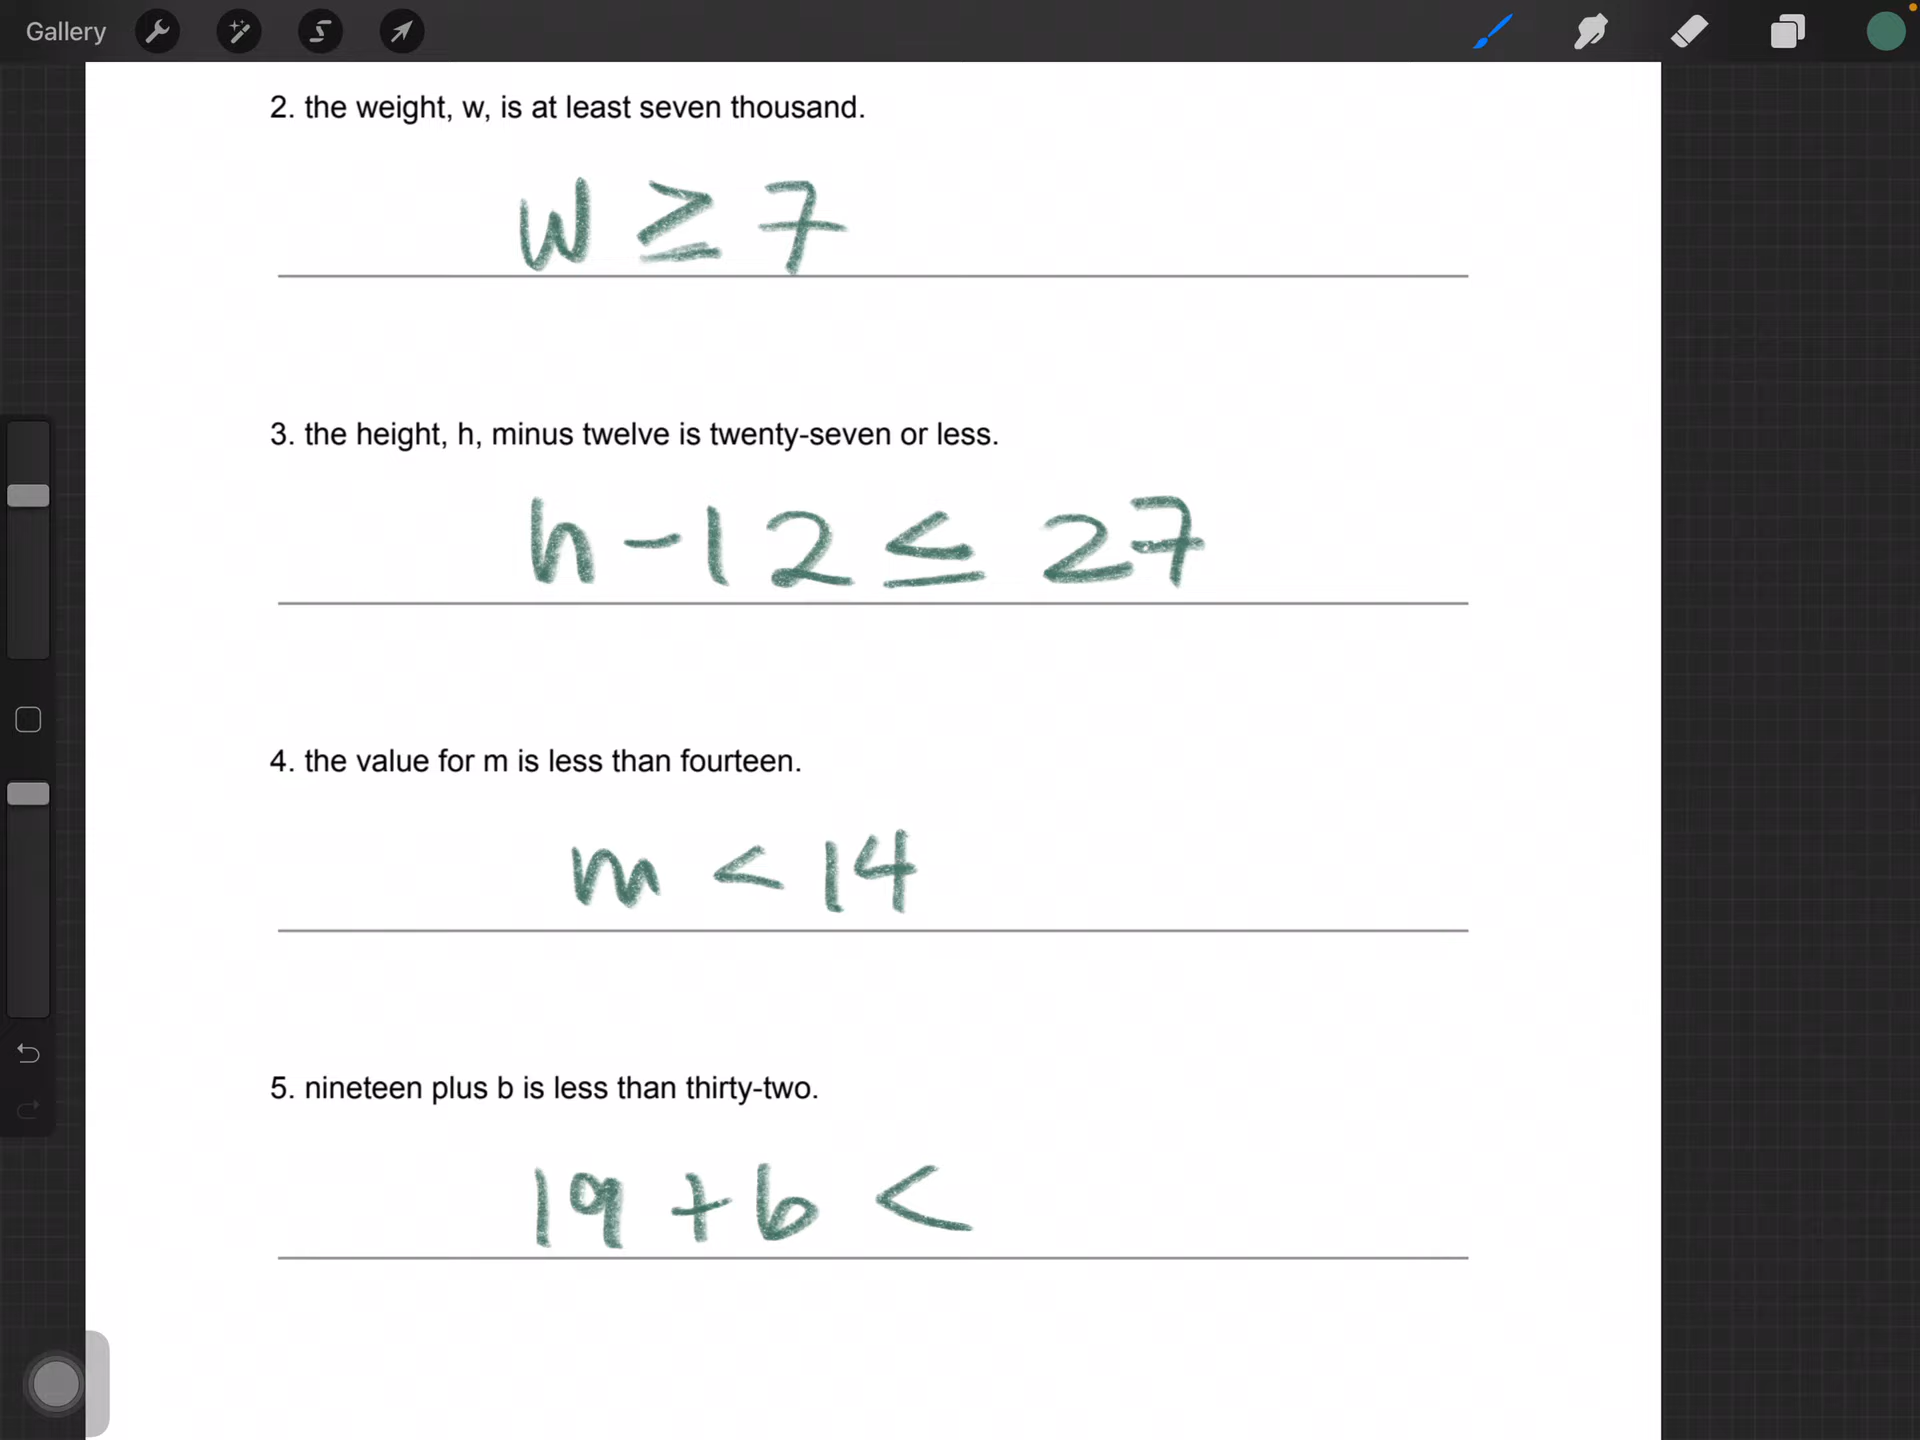 Gallery
2. the weight, w, is at least seven thousand.
w ≥ 7
3. the height, h, minus twelve is twenty-seven or less.
h - 12 ≤ 27
4. the value for m is less than fourteen.
m < 14
5. nineteen plus b is less than thirty-two.
19 + b <